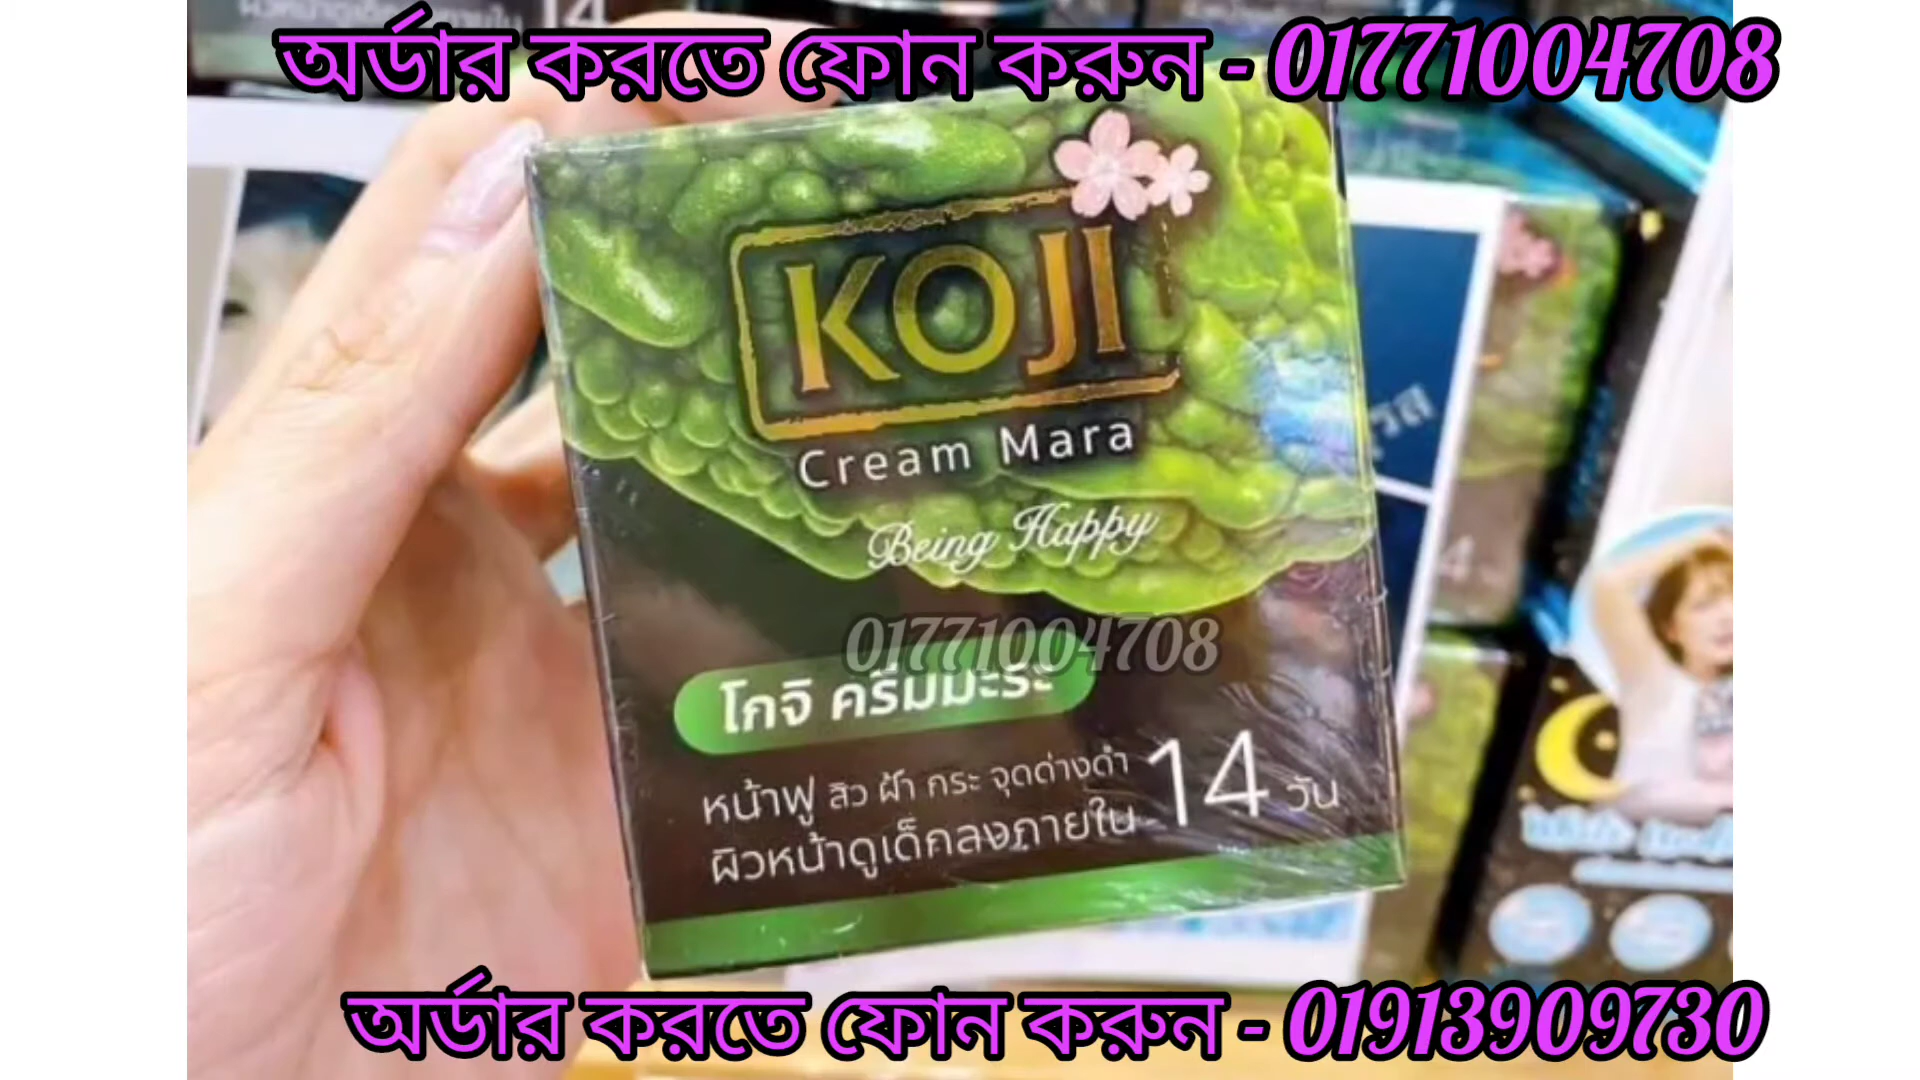 অর্ডার করতে ফোন করুন - 01771004708
KOJI
Cream Mara
Being Happy
01771004708
โกจิ ครีมมะระ
หน้าฟู สิว ฝ้า กระ จุดด่างดำ
ผิวหน้าดูเด็กลงภายใน 14 วัน
অর্ডার করতে ফোন করুন - 01913909730